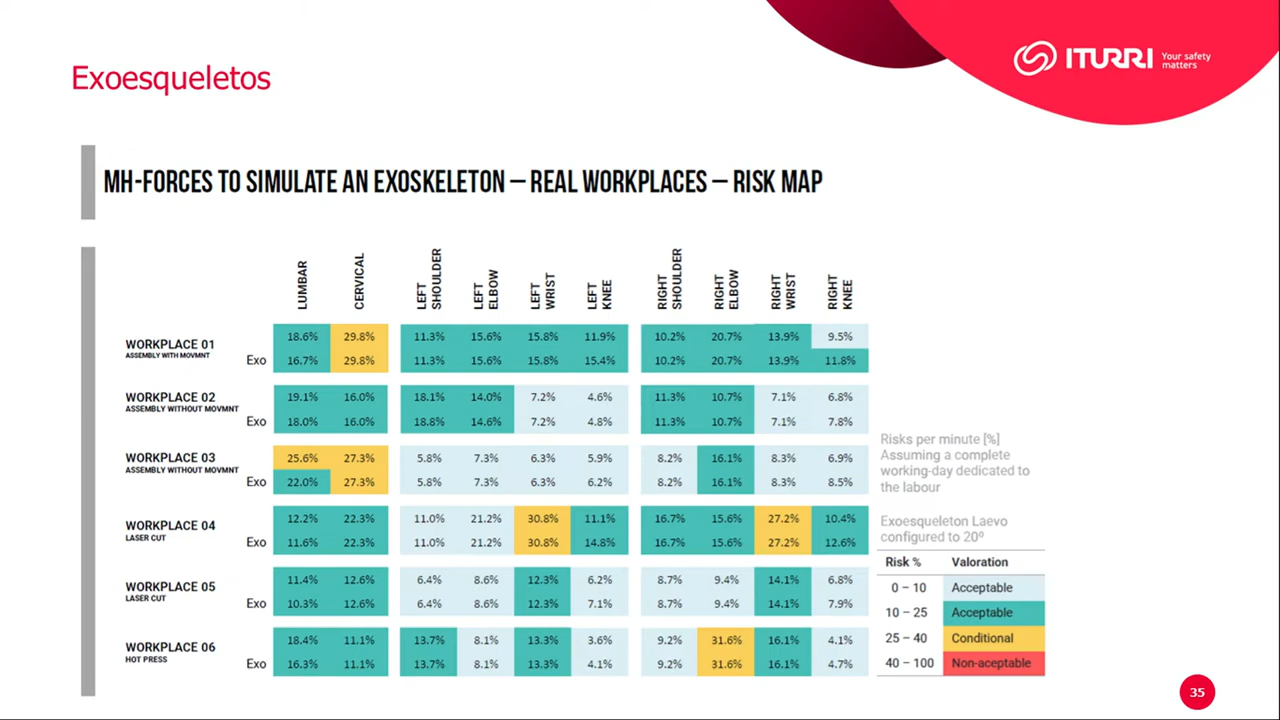 Exoesqueletos
ITURRI
Your safety
matters
MH-FORCES TO SIMULATE AN EXOSKELETON – REAL WORKPLACES – RISK MAP
LUMBAR CERVICAL LEFT SHOULDER LEFT ELBOW LEFT WRIST LEFT KNEE RIGHT SHOULDER RIGHT ELBOW RIGHT WRIST RIGHT KNEE
WORKPLACE 01 18.6% 29.8% 11.3% 15.6% 15.8% 11.9% 10.2% 20.7% 13.9% 9.5%
ASSEMBLY WITH MOVMNT
Exo 16.7% 29.8% 11.3% 15.6% 15.8% 15.4% 10.2% 20.7% 13.9% 11.8%
WORKPLACE 02 19.1% 16.0% 18.1% 14.0% 7.2% 4.6% 11.3% 10.7% 7.1% 6.8%
ASSEMBLY WITHOUT MOVMNT
Exo 18.0% 16.0% 18.8% 14.6% 7.2% 4.8% 11.3% 10.7% 7.1% 7.8%
WORKPLACE 03 25.6% 27.3% 5.8% 7.3% 6.3% 5.9% 8.2% 16.1% 8.3% 6.9%
ASSEMBLY WITHOUT MOVMNT
Exo 22.0% 27.3% 5.8% 7.3% 6.3% 6.2% 8.2% 16.1% 8.3% 8.5%
WORKPLACE 04 12.2% 22.3% 11.0% 21.2% 30.8% 11.1% 16.7% 15.6% 27.2% 10.4%
LASER CUT
Exo 11.6% 22.3% 11.0% 21.2% 30.8% 14.8% 16.7% 15.6% 27.2% 12.6%
WORKPLACE 05 11.4% 12.6% 6.4% 8.6% 12.3% 6.2% 8.7% 9.4% 14.1% 6.8%
LASER CUT
Exo 10.3% 12.6% 6.4% 8.6% 12.3% 7.1% 8.7% 9.4% 14.1% 7.9%
WORKPLACE 06 18.4% 11.1% 13.7% 8.1% 13.3% 3.6% 9.2% 31.6% 16.1% 4.1%
HOT PRESS
Exo 16.3% 11.1% 13.7% 8.1% 13.3% 4.1% 9.2% 31.6% 16.1% 4.7%
Risks per minute [%]
Assuming a complete
working-day dedicated to
the labour
Exoesqueleton Laevo
configured to 20º
Risk % Valoration
0 – 10 Acceptable
10 – 25 Acceptable
25 – 40 Conditional
40 – 100 Non-aceptable
35